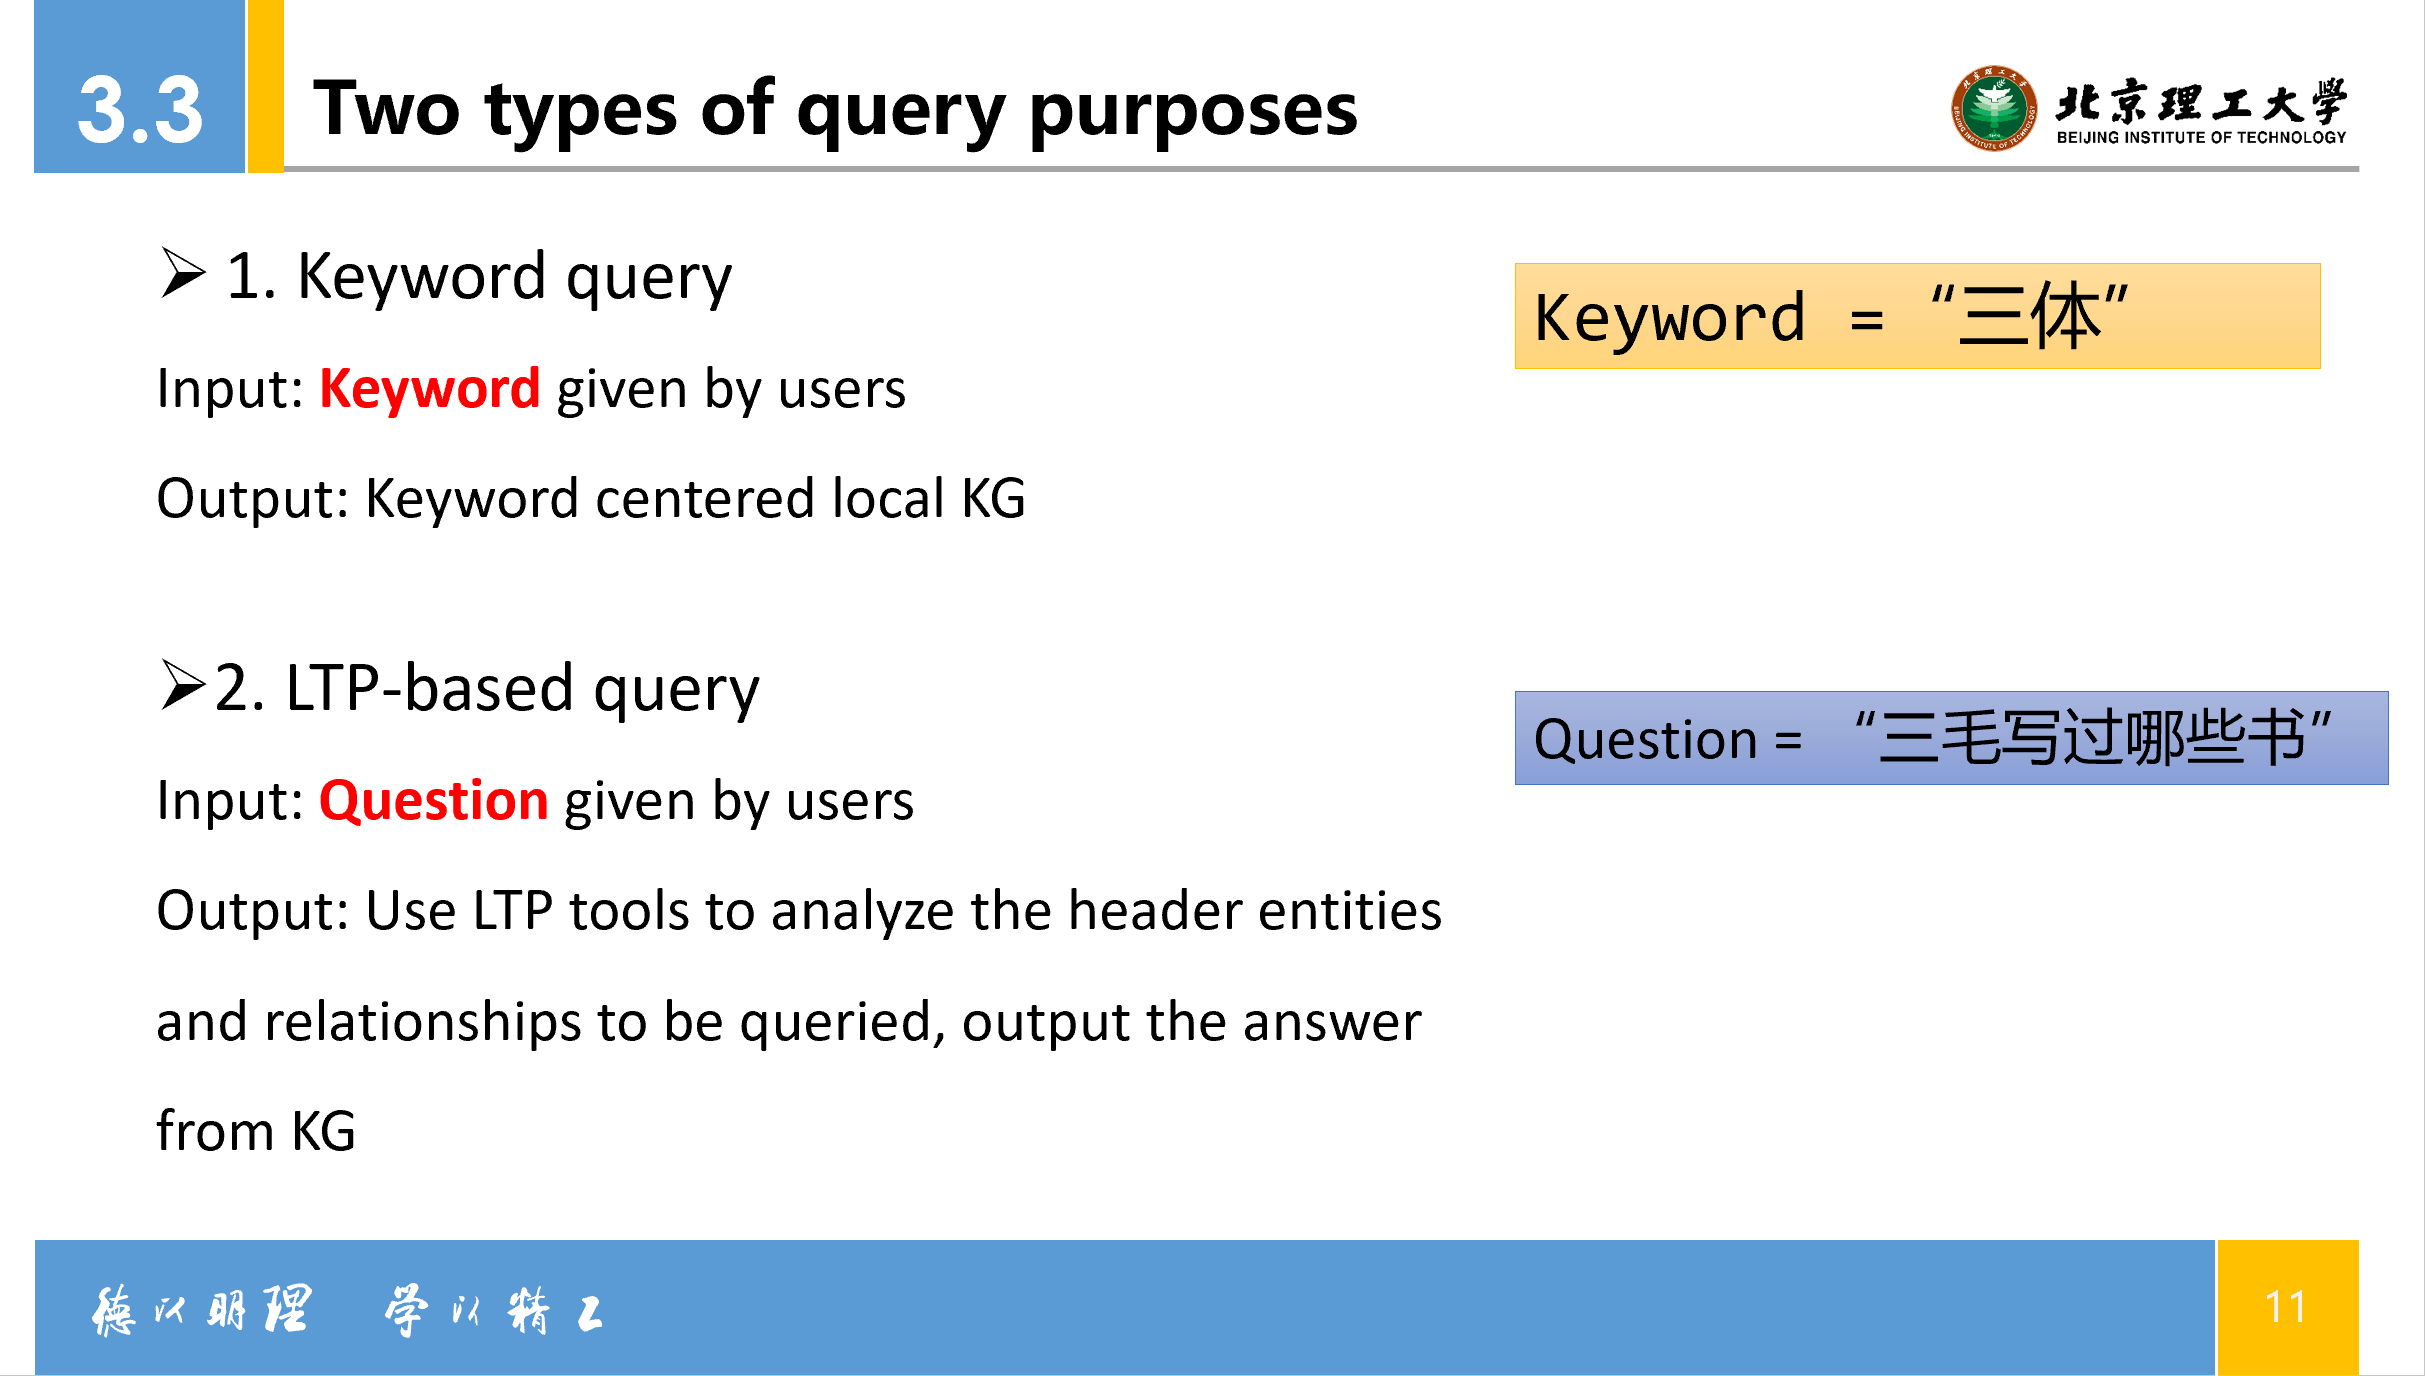 3.3
Two types of query purposes
北京理工大学
BEIJING INSTITUTE OF TECHNOLOGY
➢ 1. Keyword query
Keyword = “三体”
Input: Keyword given by users
Output: Keyword centered local KG
➢2. LTP-based query
Question = “三毛写过哪些书”
Input: Question given by users
Output: Use LTP tools to analyze the header entities
and relationships to be queried, output the answer
from KG
德以明理 学以精工
11